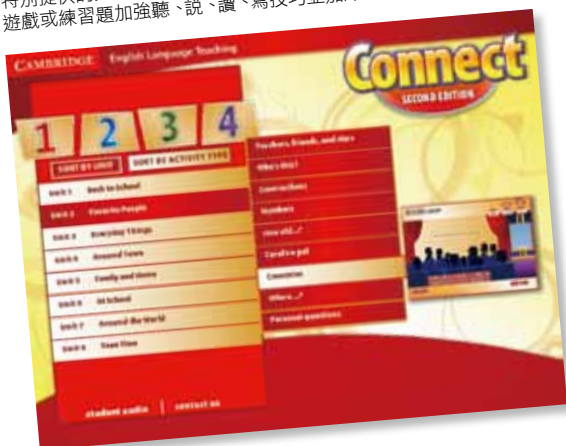 遊戲或練習題加強聽、說、讀、寫技巧並加
CAMBRIDGE English Language Teaching
Connect
SECOND EDITION
1 2 3 4
SORT BY UNIT SORT BY ACTIVITY TYPE
Unit 1 Back to School
Unit 2 Favorite People
Unit 3 Everyday Things
Unit 4 Around Town
Unit 5 Family and Home
Unit 6 At School
Unit 7 Around the World
Unit 8 Teen Time
Teachers, friends, and more
Who's this?
Contractions
Numbers
How old...?
Carol's e-pal
Countries
Where...?
Personal questions
student audio | contact us